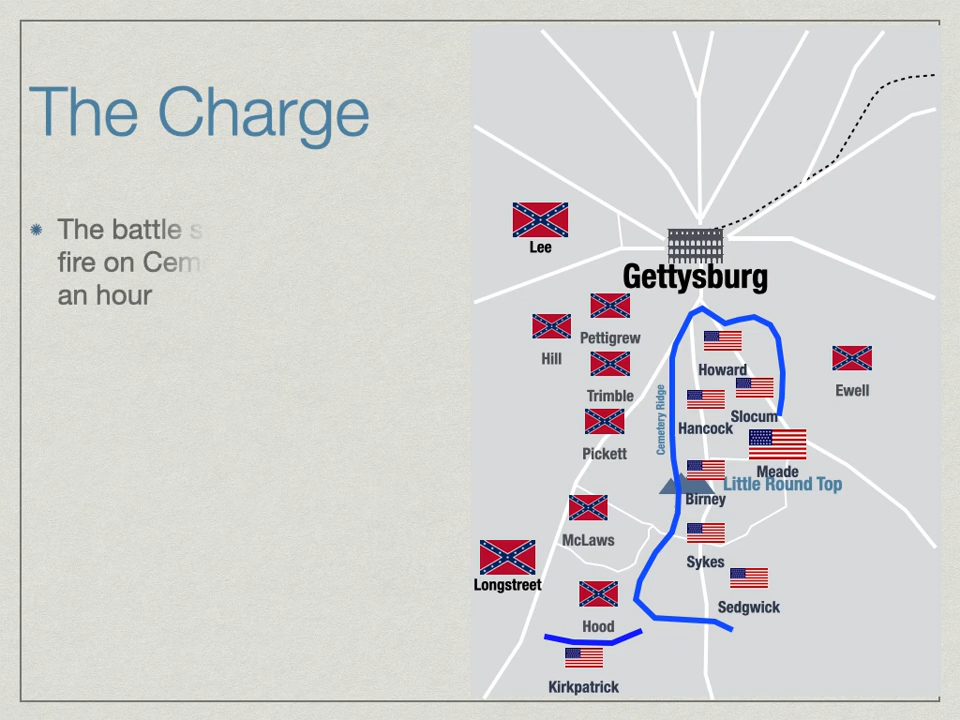 The Charge
The battle s
fire on Cem
an hour
Lee
Gettysburg
Pettigrew
Hill
Trimble
Pickett
McLaws
Longstreet
Hood
Kirkpatrick
Cemetery Ridge
Howard
Slocum
Hancock
Meade
Little Round Top
Birney
Sykes
Sedgwick
Ewell